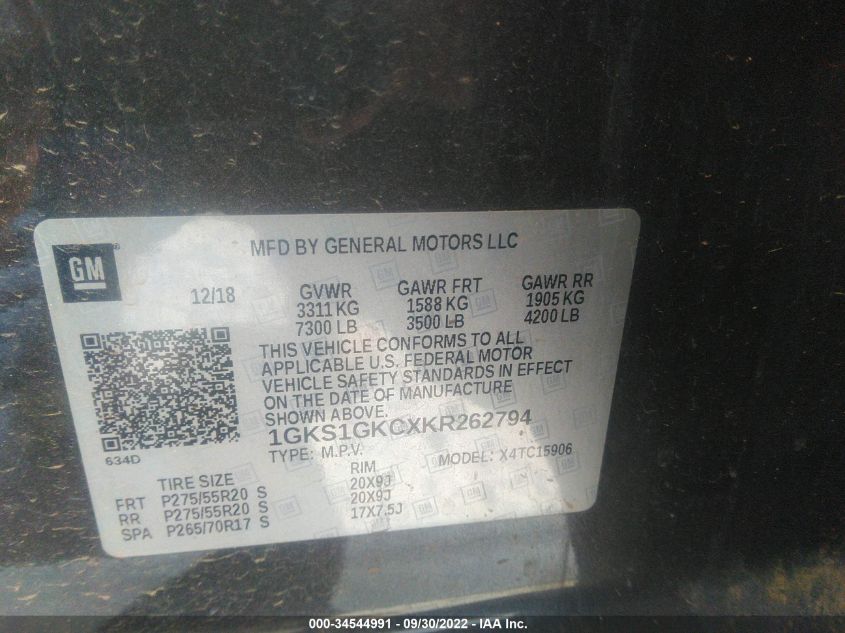 MFD BY GENERAL MOTORS LLC
GM
12/18
GVWR
3311 KG
7300 LB
GAWR FRT
1588 KG
3500 LB
GAWR RR
1905 KG
4200 LB
THIS VEHICLE CONFORMS TO ALL
APPLICABLE U.S. FEDERAL MOTOR
VEHICLE SAFETY STANDARDS IN EFFECT
ON THE DATE OF MANUFACTURE
SHOWN ABOVE.
1GKS1GKCXKR262794
634D
TYPE: M.P.V. MODEL: X4TC15906
TIRE SIZE RIM
FRT P275/55R20 S 20X9J
RR P275/55R20 S 20X9J
SPA P265/70R17 S 17X7.5J
000-34544991 - 09/30/2022 - IAA Inc.